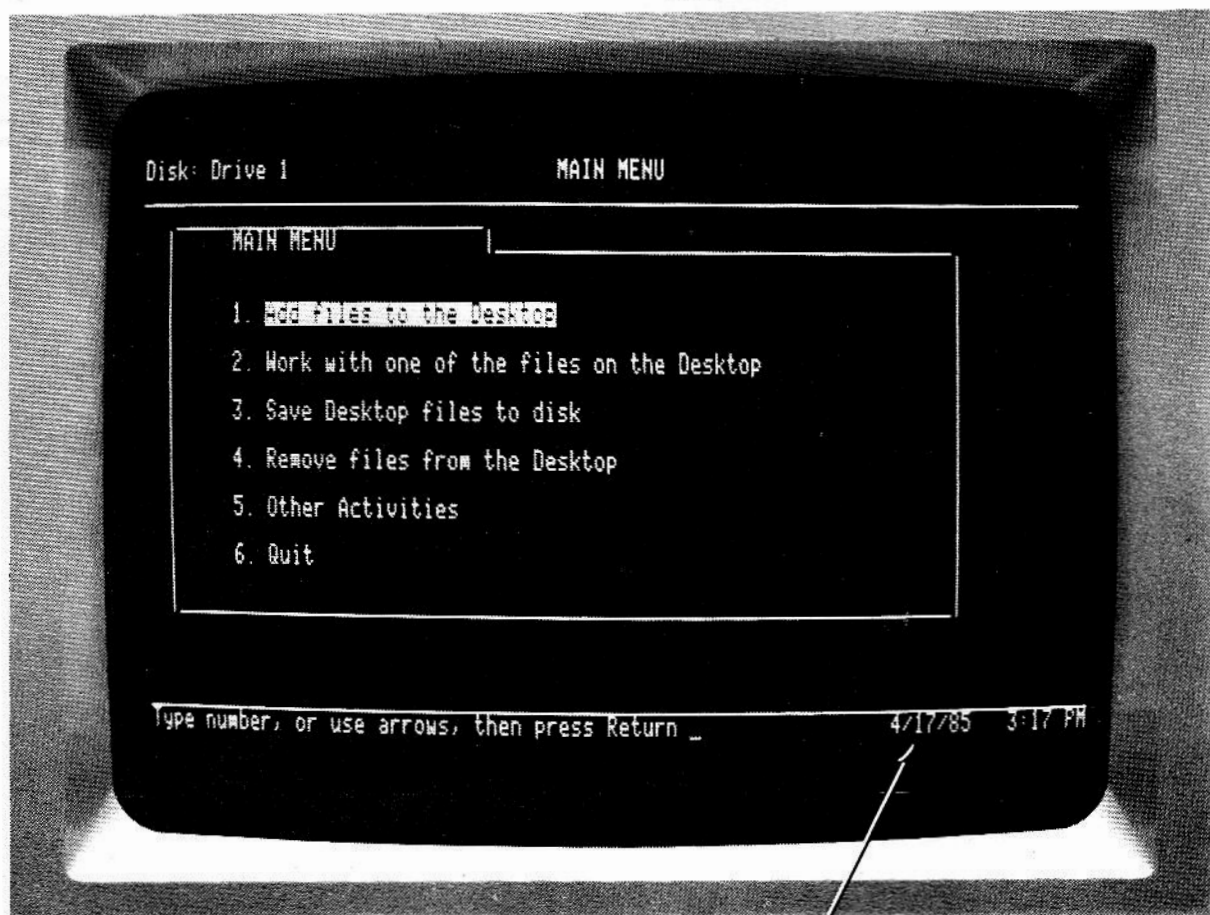 Disk: Drive 1 MAIN MENU
MAIN MENU
1. Add files to the Desktop
2. Work with one of the files on the Desktop
3. Save Desktop files to disk
4. Remove files from the Desktop
5. Other Activities
6. Quit
Type number, or use arrows, then press Return _ 4/17/85 3:17 PM